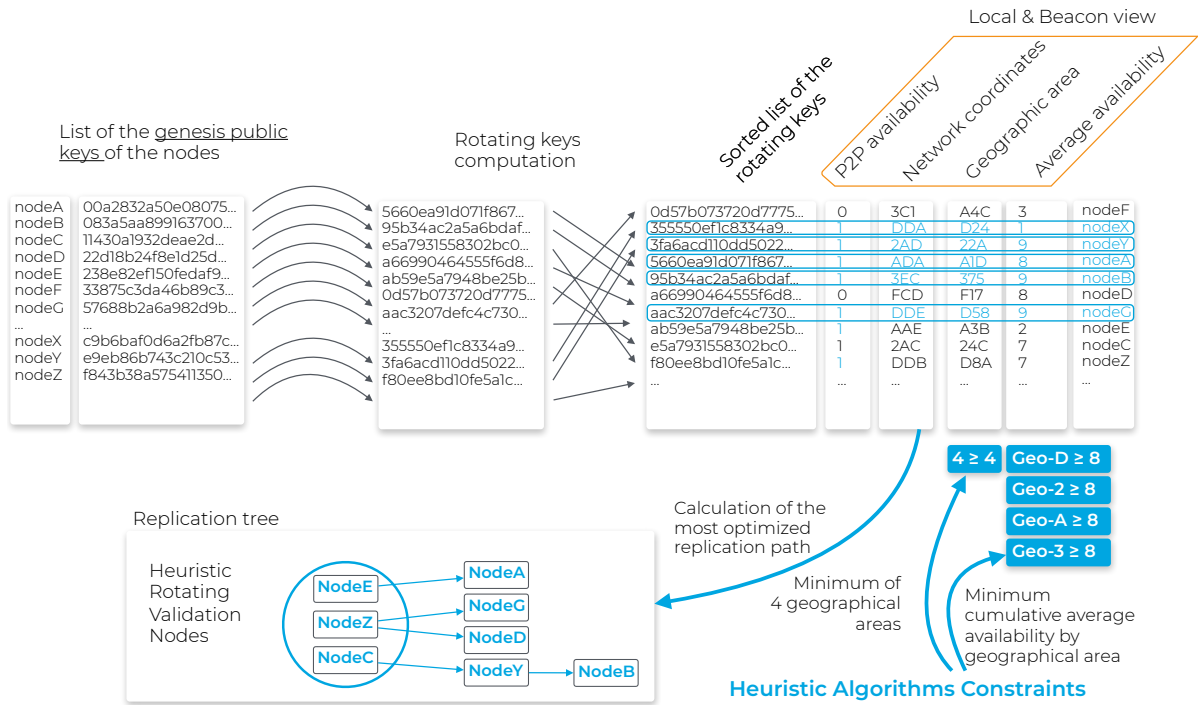 Local & Beacon view
List of the genesis public
keys of the nodes
Rotating keys
computation
Sorted list of the
rotating keys
P2P availability
Network coordinates
Geographic area
Average availability
nodeA 00a2832a50e08075...
nodeB 083a5aa899163700...
nodeC 11430a1932deae2d...
nodeD 22d18b24f8e1d25d...
nodeE 238e82ef150fedaf9...
nodeF 33875c3da46b89c3...
nodeG 57688b2a6a982d9b...
... ...
nodeX c9b6baf0d6a2fb87c...
nodeY e9eb86b743c210c53...
nodeZ f843b38a575411350...
5660ea91d071f867...
95b34ac2a5a6bdaf...
e5a7931558302bc0...
a66990464555f6d8...
ab59e5a7948be25b...
0d57b073720d7775...
aac3207defc4c730...
...
355550ef1c8334a9...
3fa6acd110dd5022...
f80ee8bd10fe5a1c...
0d57b073720d7775... 0 3C1 A4C 3 nodeF
355550ef1c8334a9... 1 DDA D24 1 nodeX
3fa6acd110dd5022... 1 2AD 22A 9 nodeY
5660ea91d071f867... 1 ADA A1D 8 nodeA
95b34ac2a5a6bdaf... 1 3EC 375 9 nodeB
a66990464555f6d8... 0 FCD F17 8 nodeD
aac3207defc4c730... 1 DDE D58 9 nodeG
ab59e5a7948be25b... 1 AAE A3B 2 nodeE
e5a7931558302bc0... 1 2AC 24C 7 nodeC
f80ee8bd10fe5a1c... 1 DDB D8A 7 nodeZ
... ... ... ... ... ...
4 ≥ 4 Geo-D ≥ 8
Geo-2 ≥ 8
Geo-A ≥ 8
Geo-3 ≥ 8
Calculation of the
most optimized
replication path
Minimum of
4 geographical
areas
Minimum
cumulative average
availability by
geographical area
Heuristic Algorithms Constraints
Replication tree
Heuristic
Rotating
Validation
Nodes
NodeE
NodeZ
NodeC
NodeA
NodeG
NodeD
NodeY
NodeB